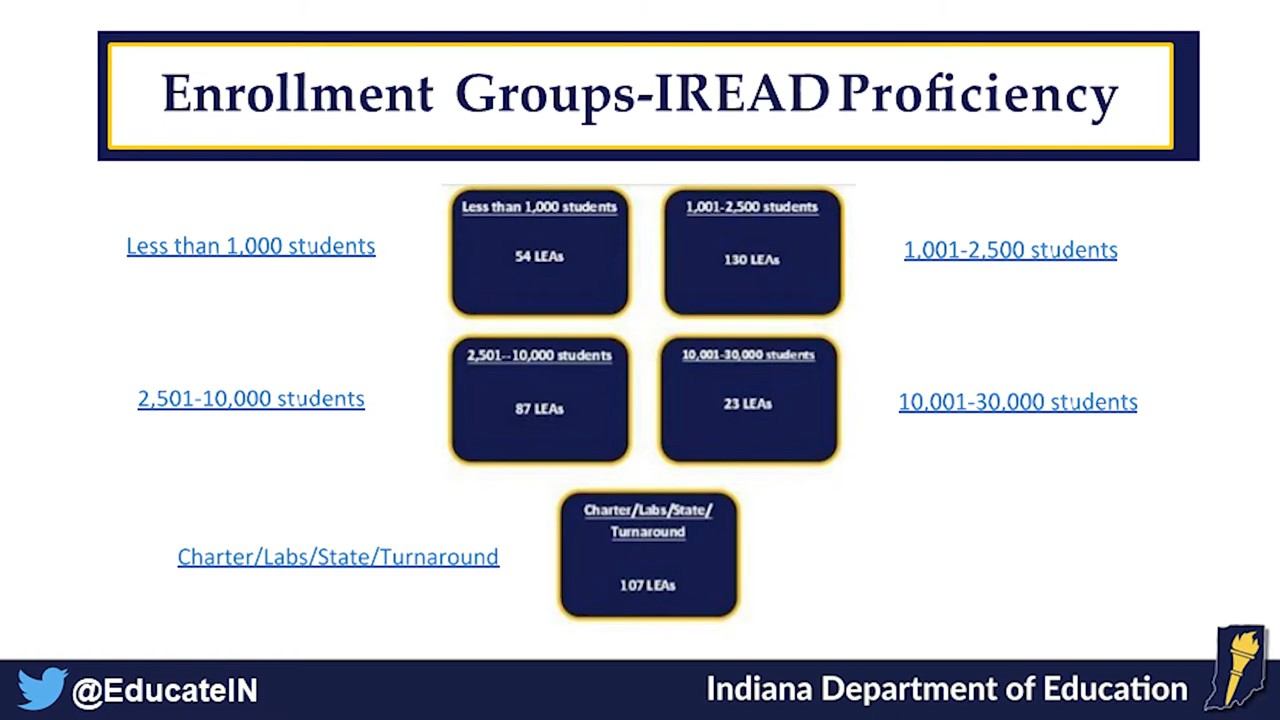 Enrollment Groups-IREAD Proficiency
Less than 1,000 students
Less than 1,000 students
54 LEAs
1,001-2,500 students
130 LEAs
1,001-2,500 students
2,501-10,000 students
2,501--10,000 students
87 LEAs
10,001-30,000 students
23 LEAs
10,001-30,000 students
Charter/Labs/State/Turnaround
Charter/Labs/State/
Turnaround
107 LEAs
@EducateIN
Indiana Department of Education